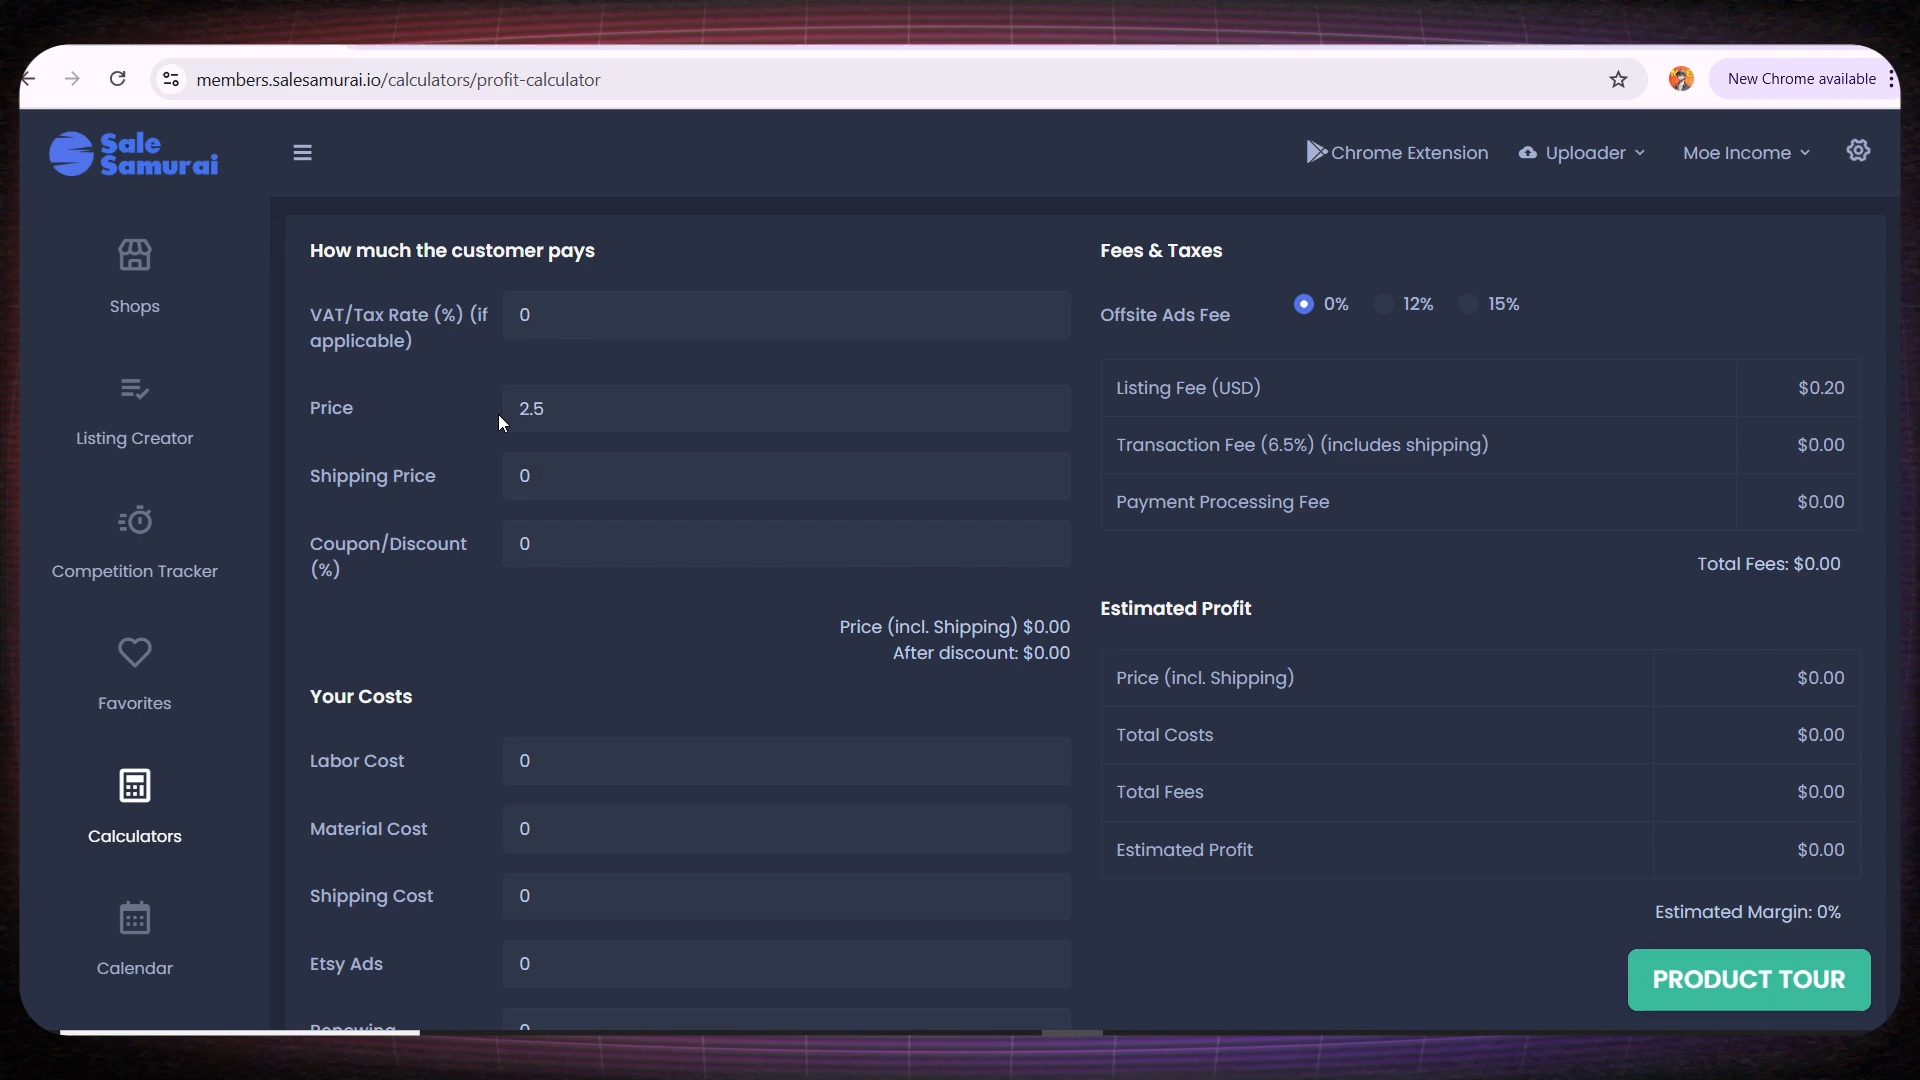 members.salesamurai.io/calculators/profit-calculator
New Chrome available
Sale
Samurai
Chrome Extension
Uploader
Moe Income
Shops
Listing Creator
Competition Tracker
Favorites
Calculators
Calendar
How much the customer pays
VAT/Tax Rate (%) (if
applicable)
0
Price
2.5
Shipping Price
0
Coupon/Discount
(%)
0
Price (incl. Shipping) $0.00
After discount: $0.00
Your Costs
Labor Cost
0
Material Cost
0
Shipping Cost
0
Etsy Ads
0
Renewing
0
Fees & Taxes
Offsite Ads Fee
0%
12%
15%
Listing Fee (USD) $0.20
Transaction Fee (6.5%) (includes shipping) $0.00
Payment Processing Fee $0.00
Total Fees: $0.00
Estimated Profit
Price (incl. Shipping) $0.00
Total Costs $0.00
Total Fees $0.00
Estimated Profit $0.00
Estimated Margin: 0%
PRODUCT TOUR